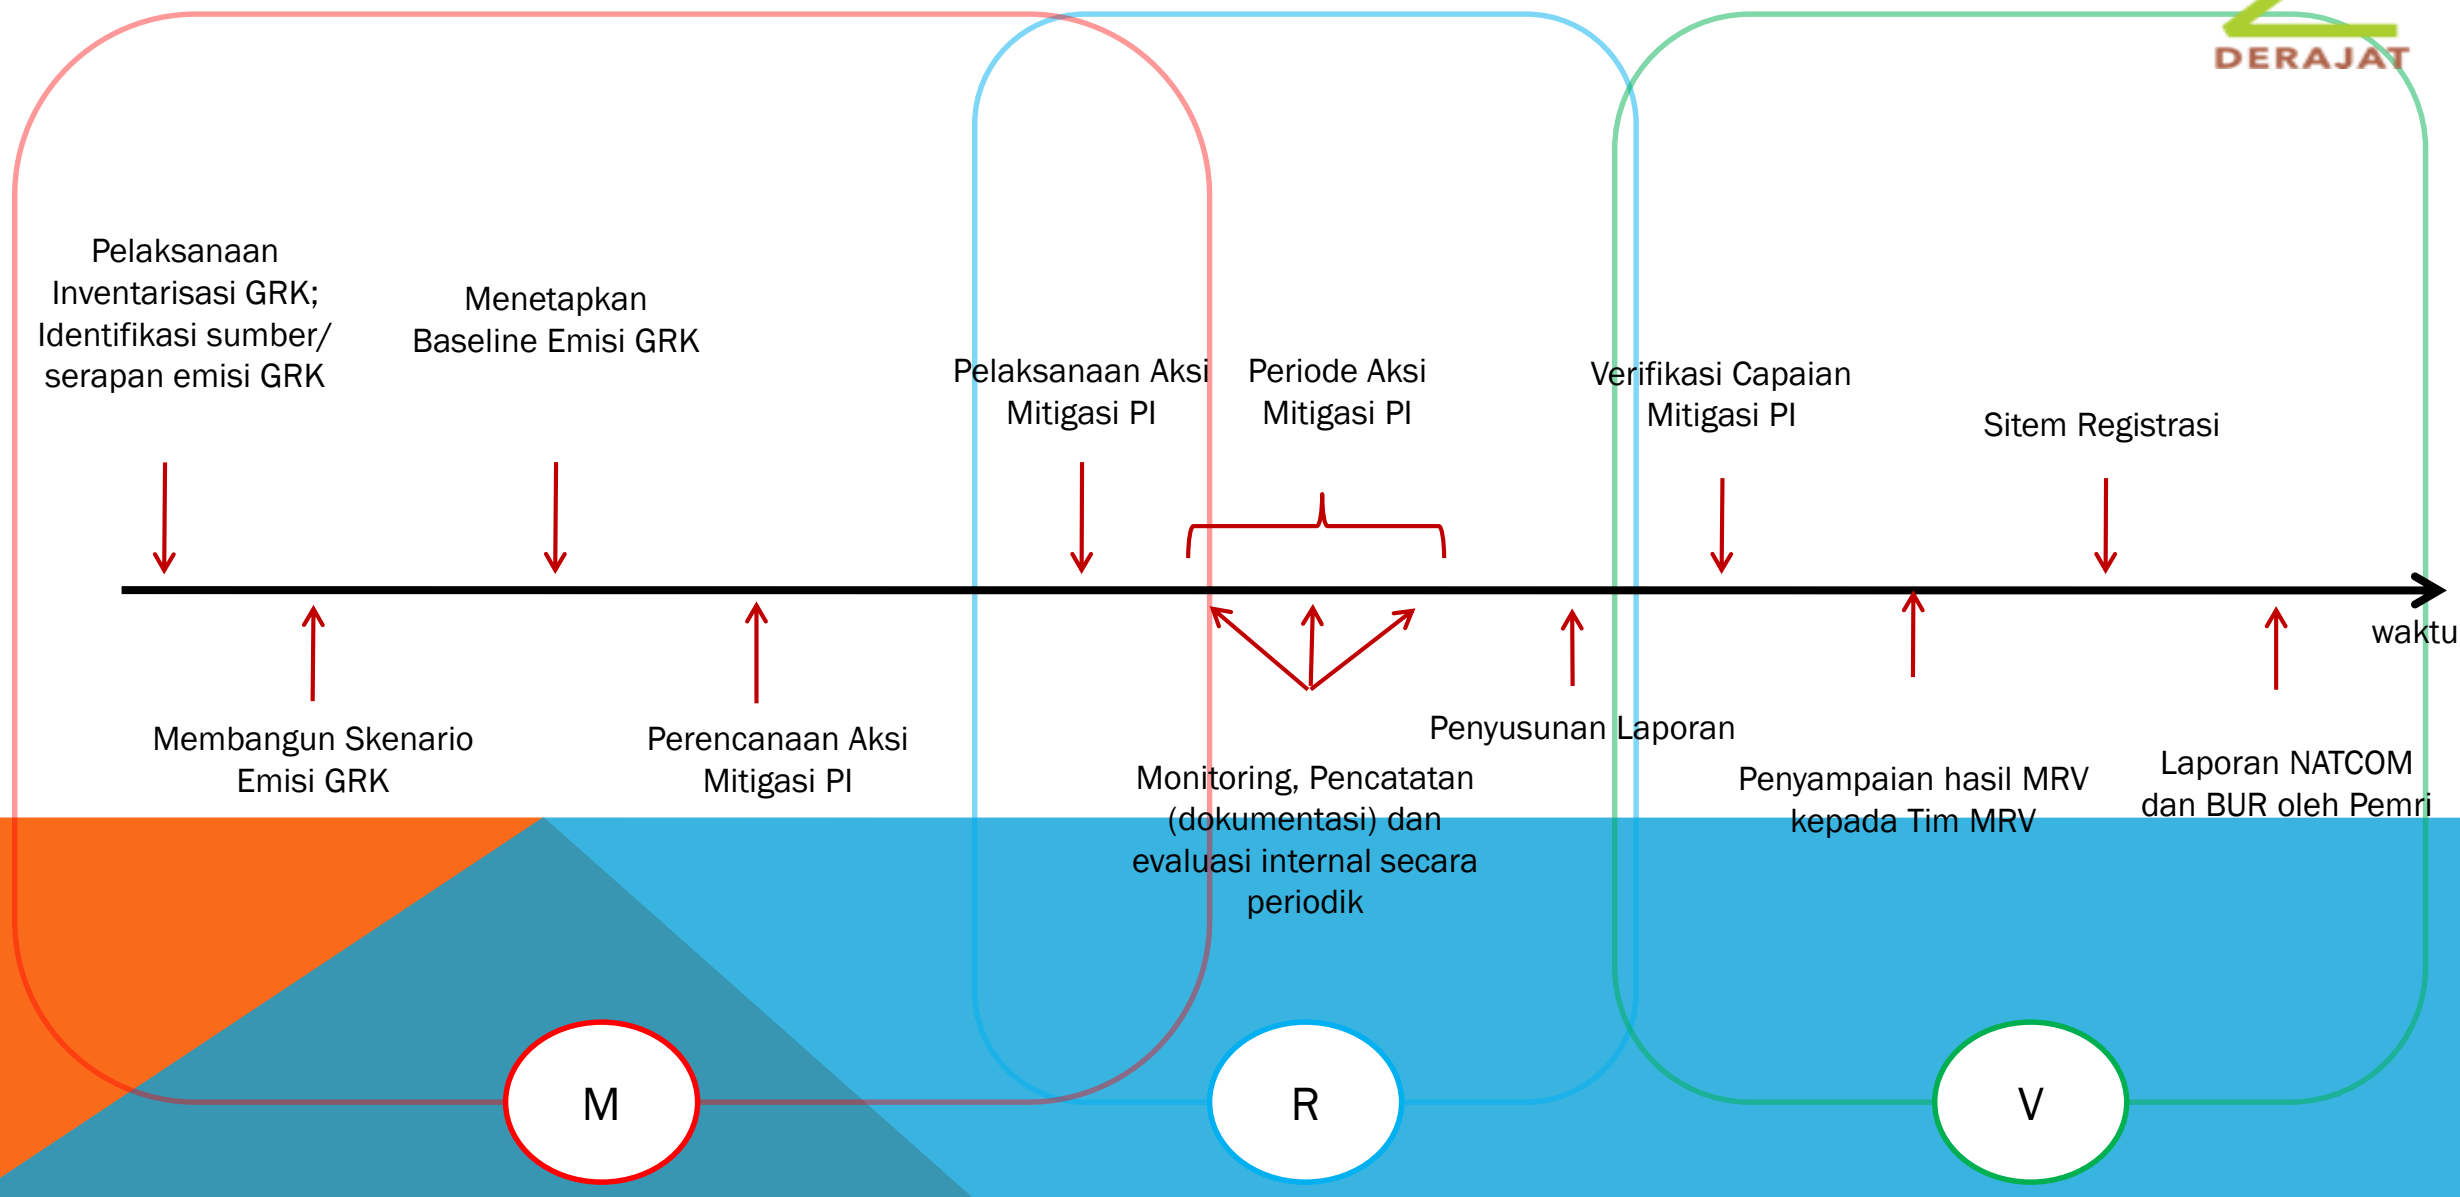 DERAJAT
Pelaksanaan
Inventarisasi GRK;
Identifikasi sumber/
serapan emisi GRK
Menetapkan
Baseline Emisi GRK
Pelaksanaan Aksi
Mitigasi PI
Periode Aksi
Mitigasi PI
Verifikasi Capaian
Mitigasi PI
Sitem Registrasi
waktu
Membangun Skenario
Emisi GRK
Perencanaan Aksi
Mitigasi PI
Monitoring, Pencatatan
(dokumentasi) dan
evaluasi internal secara
periodik
Penyusunan Laporan
Penyampaian hasil MRV
kepada Tim MRV
Laporan NATCOM
dan BUR oleh Pemri
M
R
V